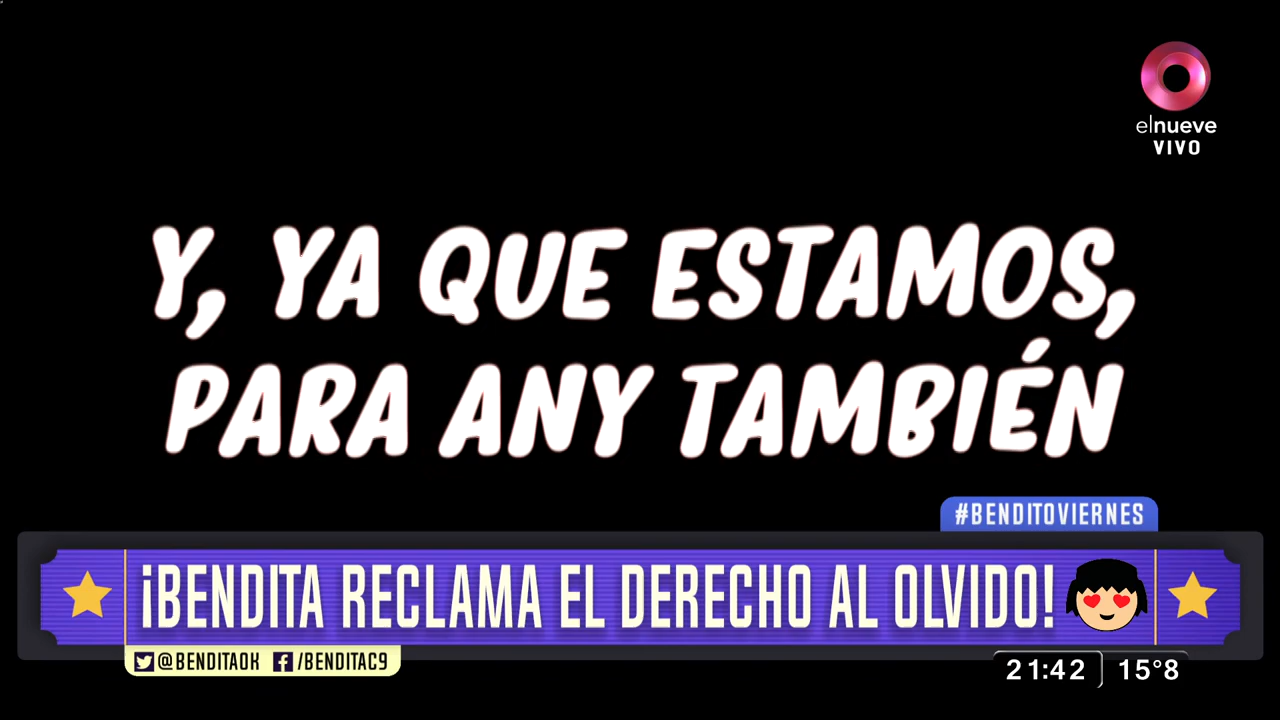 elnueve
VIVO
Y, YA QUE ESTAMOS,
PARA ANY TAMBIÉN
#BENDITOVIERNES
¡BENDITA RECLAMA EL DERECHO AL OLVIDO!
@BENDITAOK /BENDITAC9
21:42 15°8